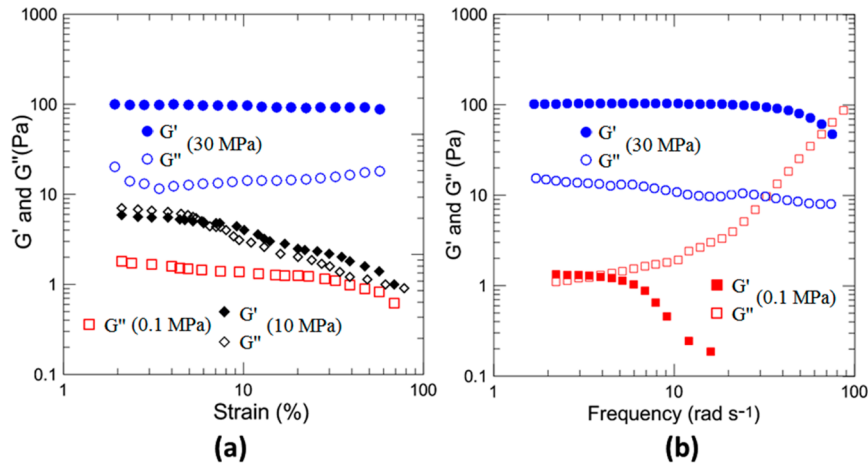 1000
100
10
1
0.1
G' and G''(Pa)
G'
G'' (30 MPa)
G'' (0.1 MPa)
G'
G'' (10 MPa)
1 10 100
Strain (%)
(a)
1000
100
10
1
0.1
G' and G'' (Pa)
G'
G'' (30 MPa)
G'
G'' (0.1 MPa)
1 10 100
Frequency (rad s-1)
(b)